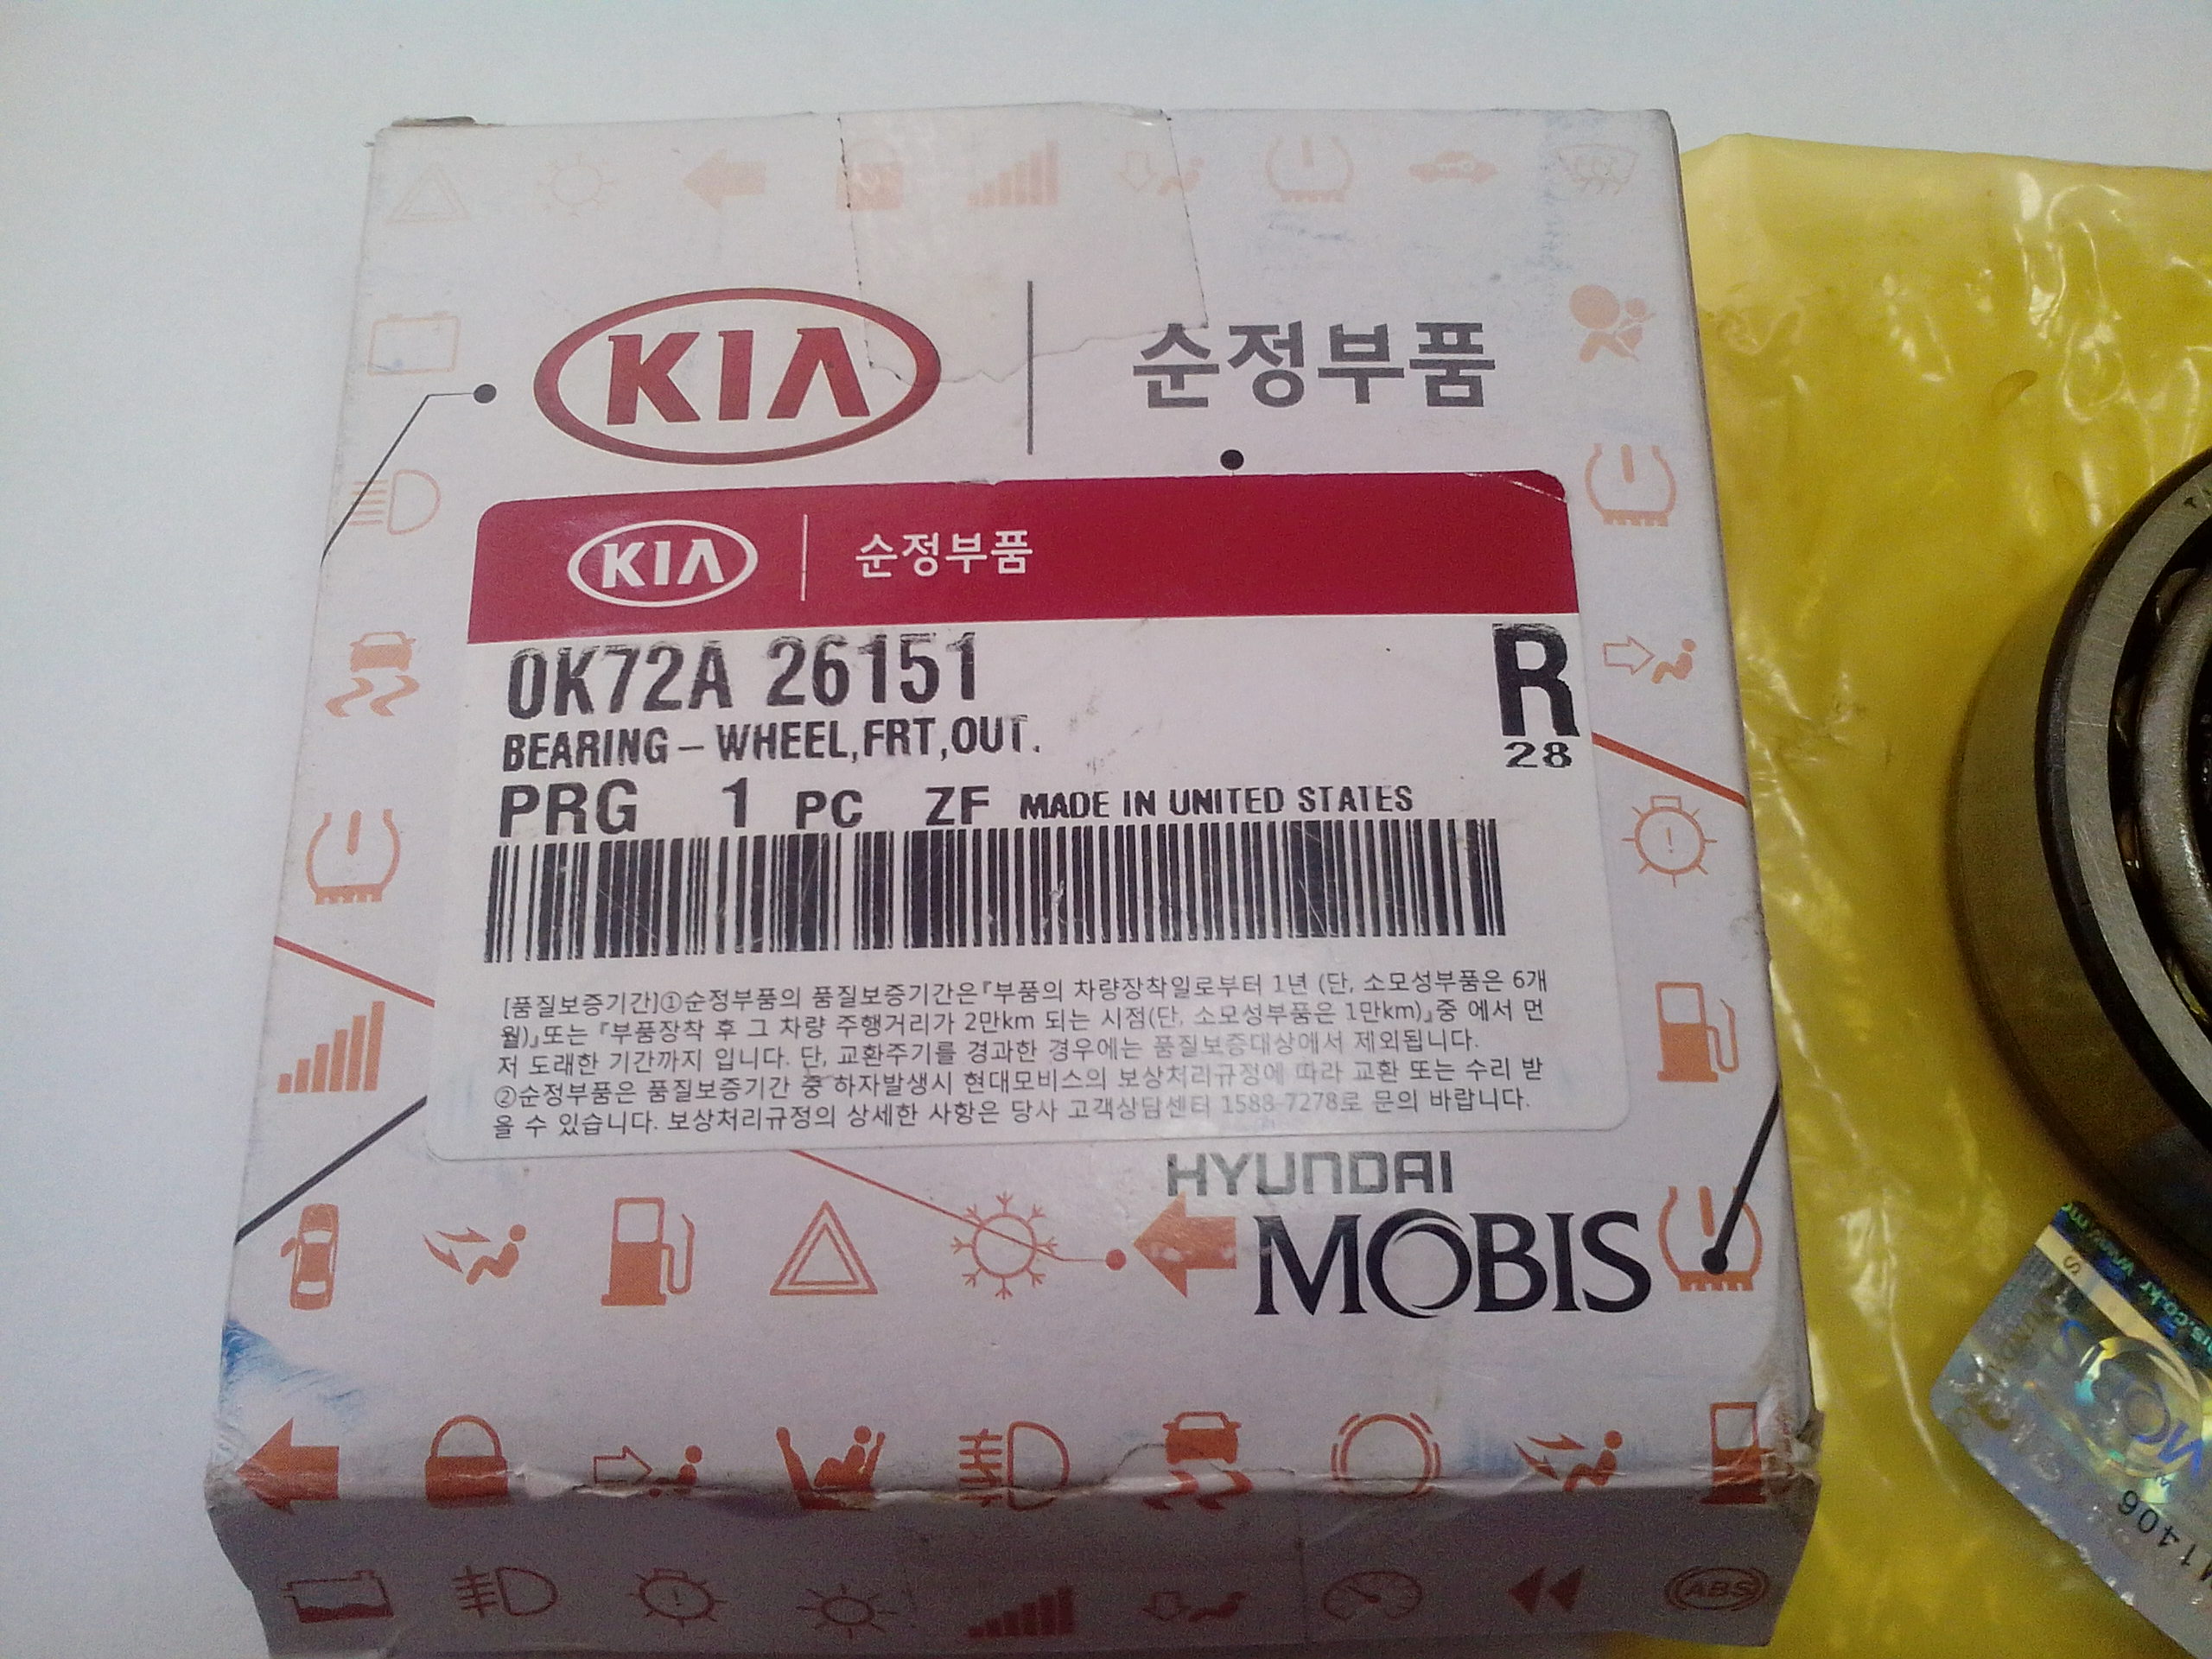 KIA 순정부품
KIA 순정부품
0K72A 26151 R
BEARING - WHEEL,FRT,OUT. 28
PRG 1 PC ZF MADE IN UNITED STATES
[품질보증기간]①순정부품의 품질보증기간은『부품의 차량장착일로부터 1년 (단, 소모성부품은 6개
월)』또는 『부품장착 후 그 차량 주행거리가 2만km 되는 시점(단, 소모성부품은 1만km)』중 에서 먼
저 도래한 기간까지 입니다. 단, 교환주기를 경과한 경우에는 품질보증대상에서 제외됩니다.
②순정부품은 품질보증기간 중 하자발생시 현대모비스의 보상처리규정에 따라 교환 또는 수리 받
을 수 있습니다. 보상처리규정의 상세한 사항은 당사 고객상담센터 1588-7278로 문의 바랍니다.
HYUNDAI
MOBIS
ABS